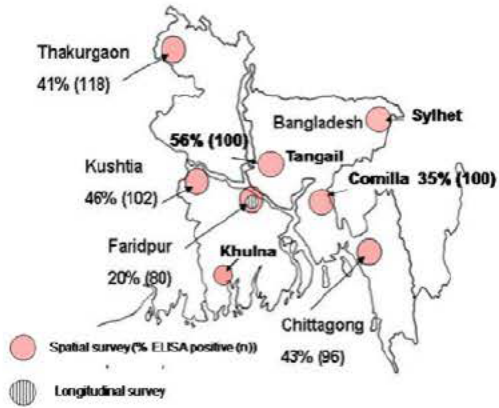 Thakurgaon
41% (118)
Bangladesh
Sylhet
56% (100)
Tangail
Kushtia
46% (102)
Comilla 35% (100)
Faridpur
20% (80)
Khulna
Chittagong
43% (96)
Spatial survey (% ELISA positive (n))
Longitudinal survey